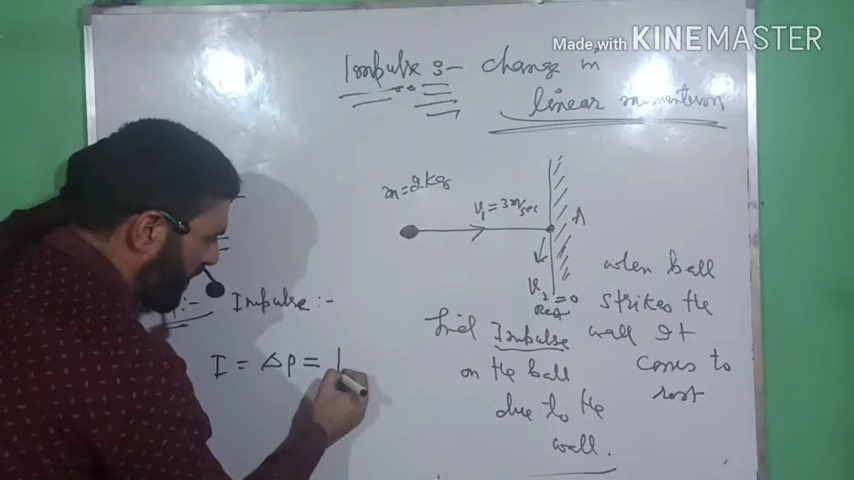 Made with KINEMASTER
Impulse :- change in
linear momentum
m=2kg
V₁=3m/sec
A
V₂=0
Rest
when ball
strikes the
wall It
comes to
rest
Find Impulse
on the ball
due to the
wall.
:- Impulse :-
I = ΔP = |